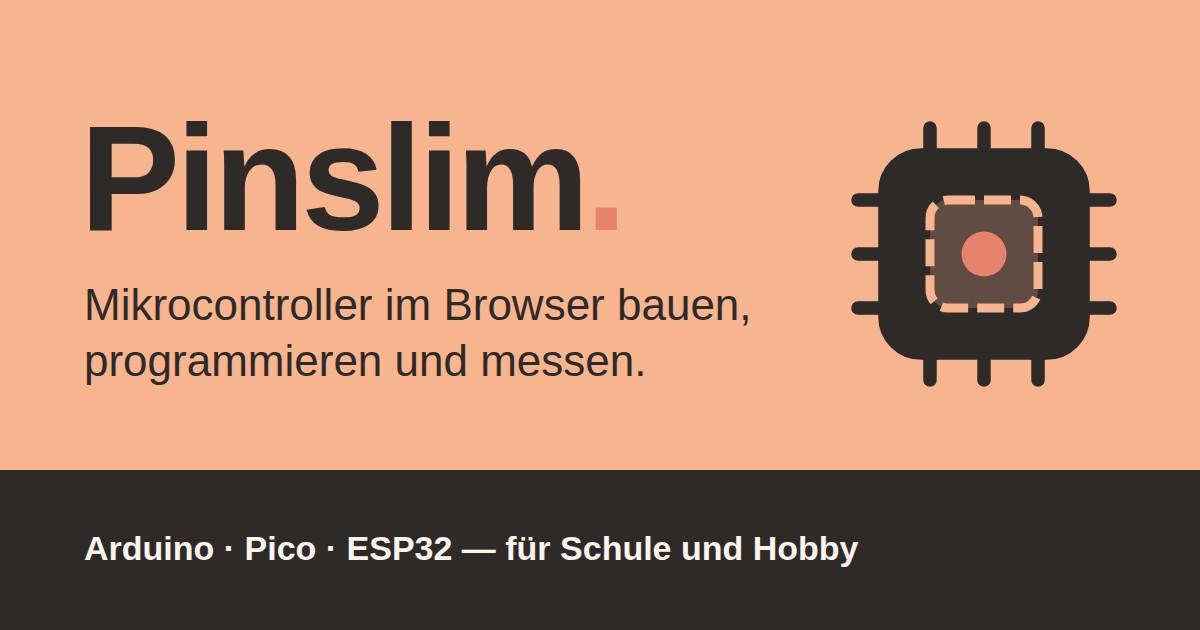 Pinslim.
Mikrocontroller im Browser bauen,
programmieren und messen.
Arduino · Pico · ESP32 — für Schule und Hobby